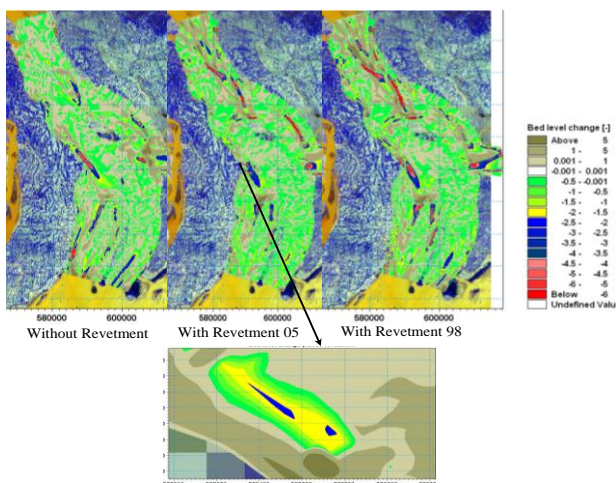 Bed level change [-]
Above 5
1 - 5
0.001 - 1
-0.001 - 0.001
-0.5 - -0.001
-1 - -0.5
-1.5 - -1
-2 - -1.5
-2.5 - -2
-3 - -2.5
-3.5 - -3
-4 - -3.5
-4.5 - -4
-5 - -4.5
-6 - -5
Below -6
Undefined Valu
580000 600000 580000 600000 580000 600000
Without Revetment With Revetment 05 With Revetment 98